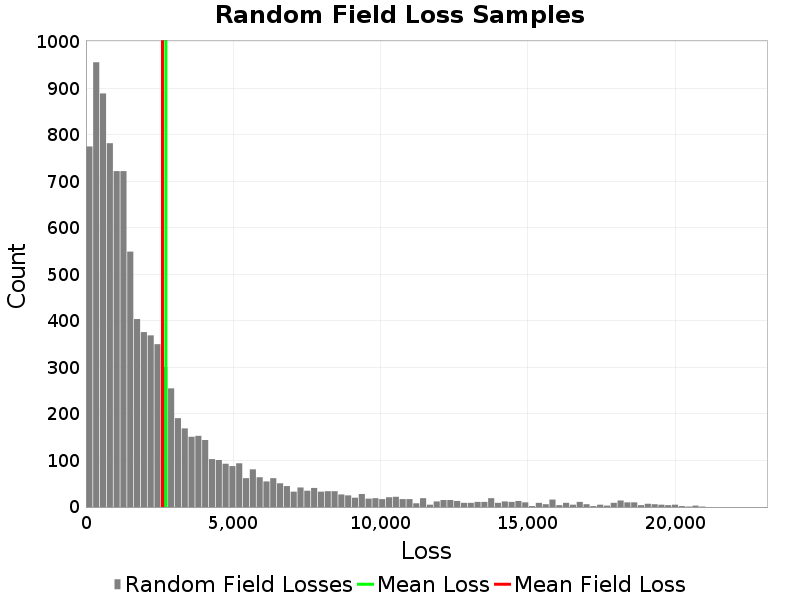 Random Field Loss Samples
1000
900
800
700
600
500
400
300
200
100
0
Count
0 5,000 10,000 15,000 20,000
Loss
Random Field Losses Mean Loss Mean Field Loss